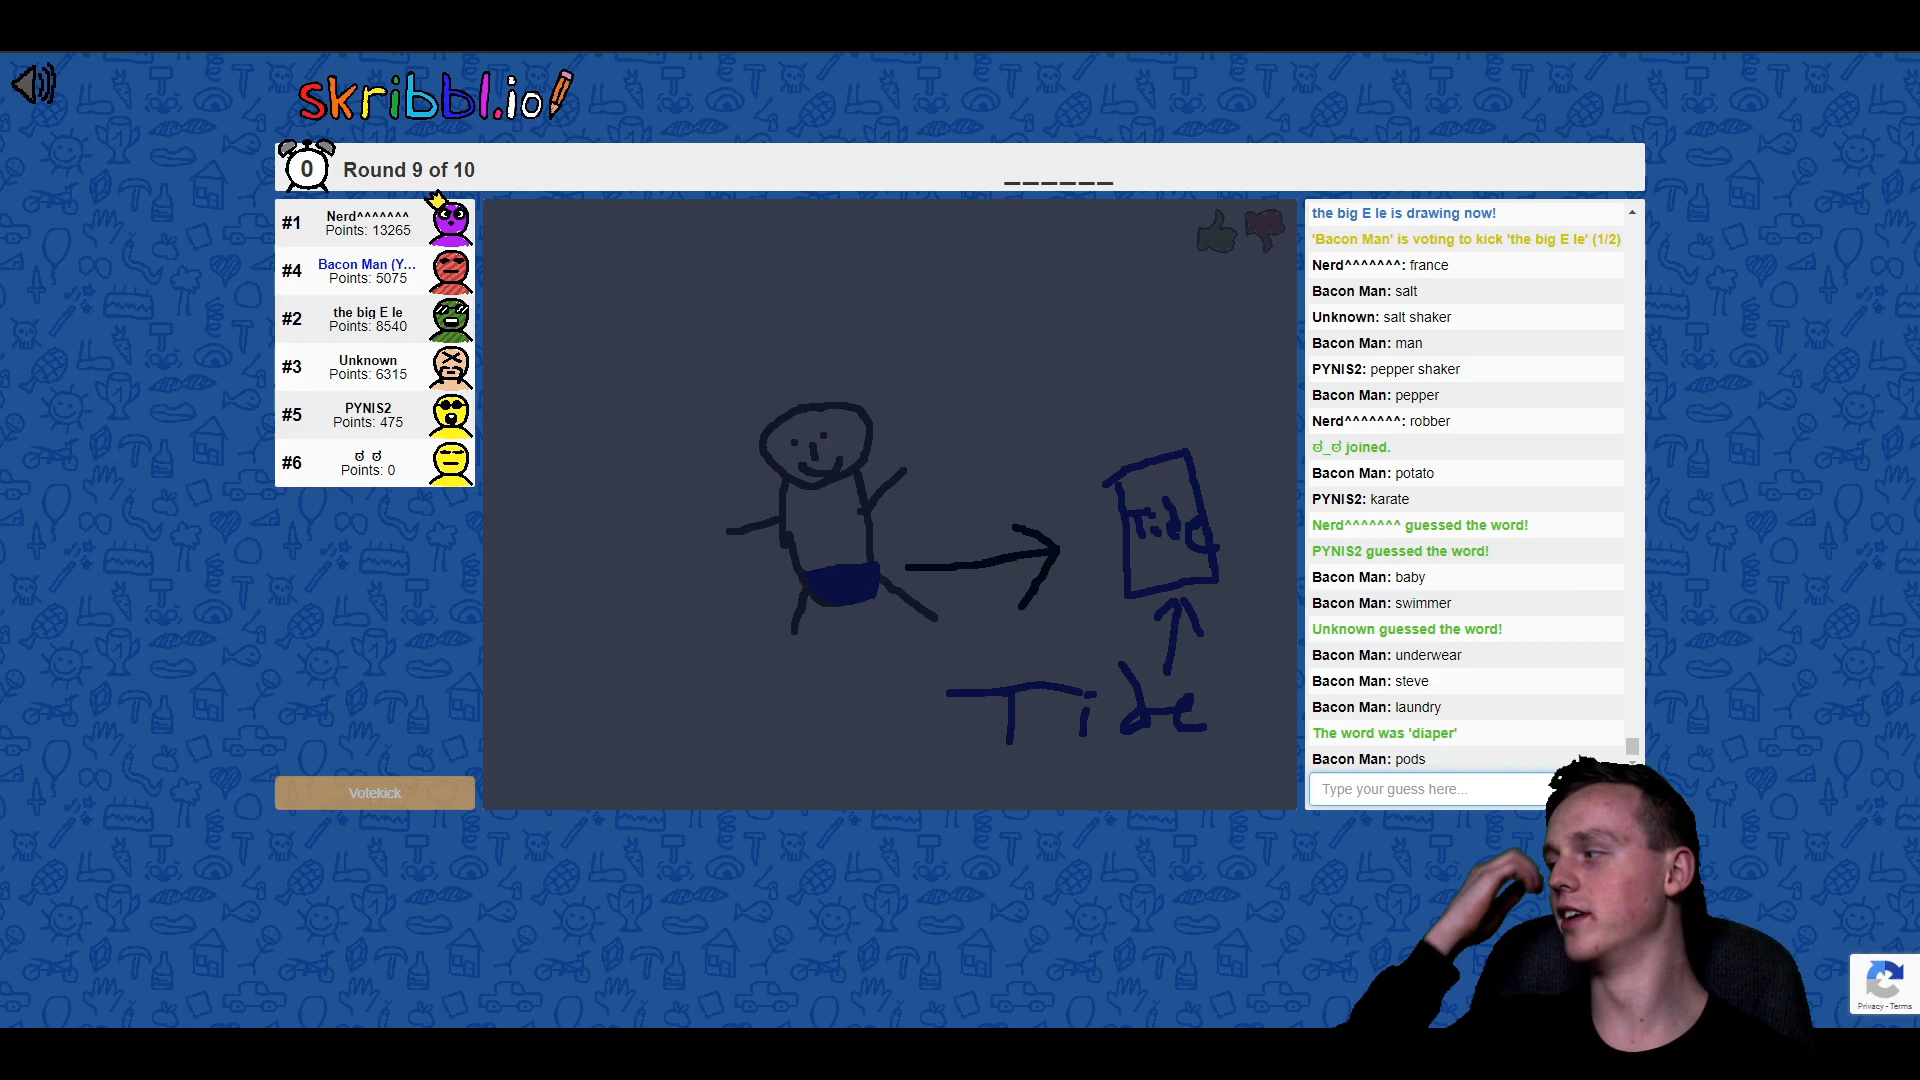 skribbl.io
0
Round 9 of 10
______
#1
Nerd^^^^^^^
Points: 13265
#4
Bacon Man (Y...
Points: 5075
#2
the big E le
Points: 8540
#3
Unknown
Points: 6315
#5
PYNIS2
Points: 475
#6
ಠ ಠ
Points: 0
Votekick
Tide
Tide
the big E le is drawing now!
'Bacon Man' is voting to kick 'the big E le' (1/2)
Nerd^^^^^^^: france
Bacon Man: salt
Unknown: salt shaker
Bacon Man: man
PYNIS2: pepper shaker
Bacon Man: pepper
Nerd^^^^^^^: robber
ಠ_ಠ joined.
Bacon Man: potato
PYNIS2: karate
Nerd^^^^^^^ guessed the word!
PYNIS2 guessed the word!
Bacon Man: baby
Bacon Man: swimmer
Unknown guessed the word!
Bacon Man: underwear
Bacon Man: steve
Bacon Man: laundry
The word was 'diaper'
Bacon Man: pods
Type your guess here...
Privacy - Terms